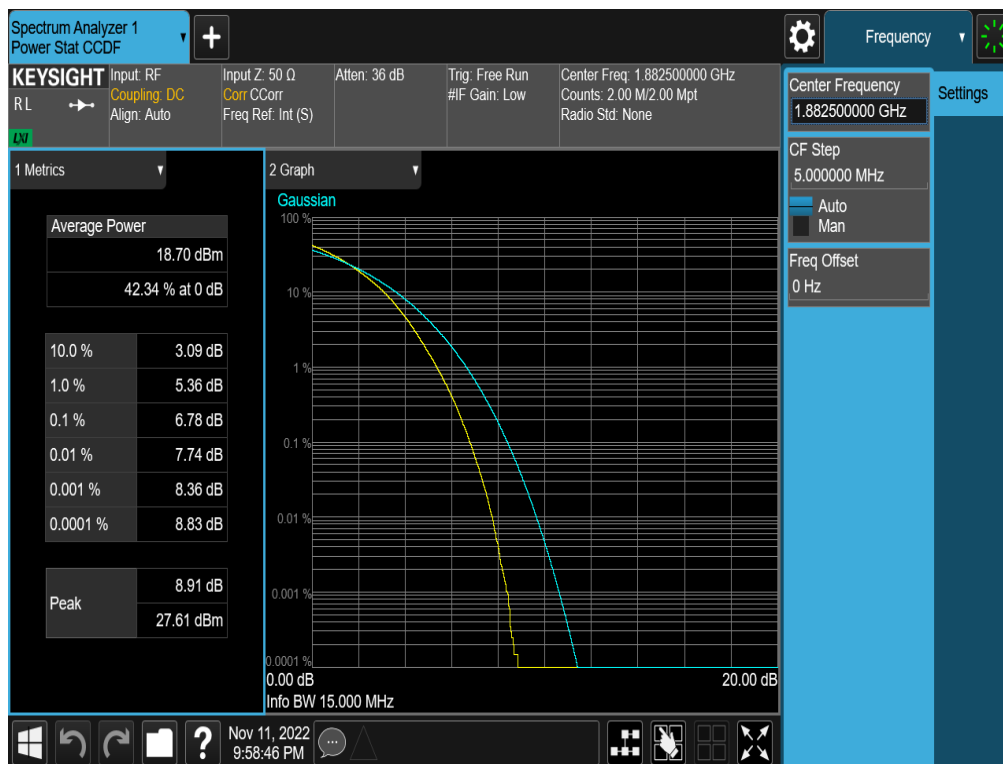 Spectrum Analyzer 1
Power Stat CCDF
+
Frequency
KEYSIGHT
RL
LXI
Input: RF
Coupling: DC
Align: Auto
Input Z: 50 Ω
Corr CCorr
Freq Ref: Int (S)
Atten: 36 dB
Trig: Free Run
#IF Gain: Low
Center Freq: 1.882500000 GHz
Counts: 2.00 M/2.00 Mpt
Radio Std: None
Center Frequency
1.882500000 GHz
Settings
CF Step
5.000000 MHz
Auto
Man
Freq Offset
0 Hz
1 Metrics
Average Power
18.70 dBm
42.34 % at 0 dB
10.0 % 3.09 dB
1.0 % 5.36 dB
0.1 % 6.78 dB
0.01 % 7.74 dB
0.001 % 8.36 dB
0.0001 % 8.83 dB
Peak
8.91 dB
27.61 dBm
2 Graph
Gaussian
100 %
10 %
1 %
0.1 %
0.01 %
0.001 %
0.0001 %
0.00 dB 20.00 dB
Info BW 15.000 MHz
?
Nov 11, 2022
9:58:46 PM